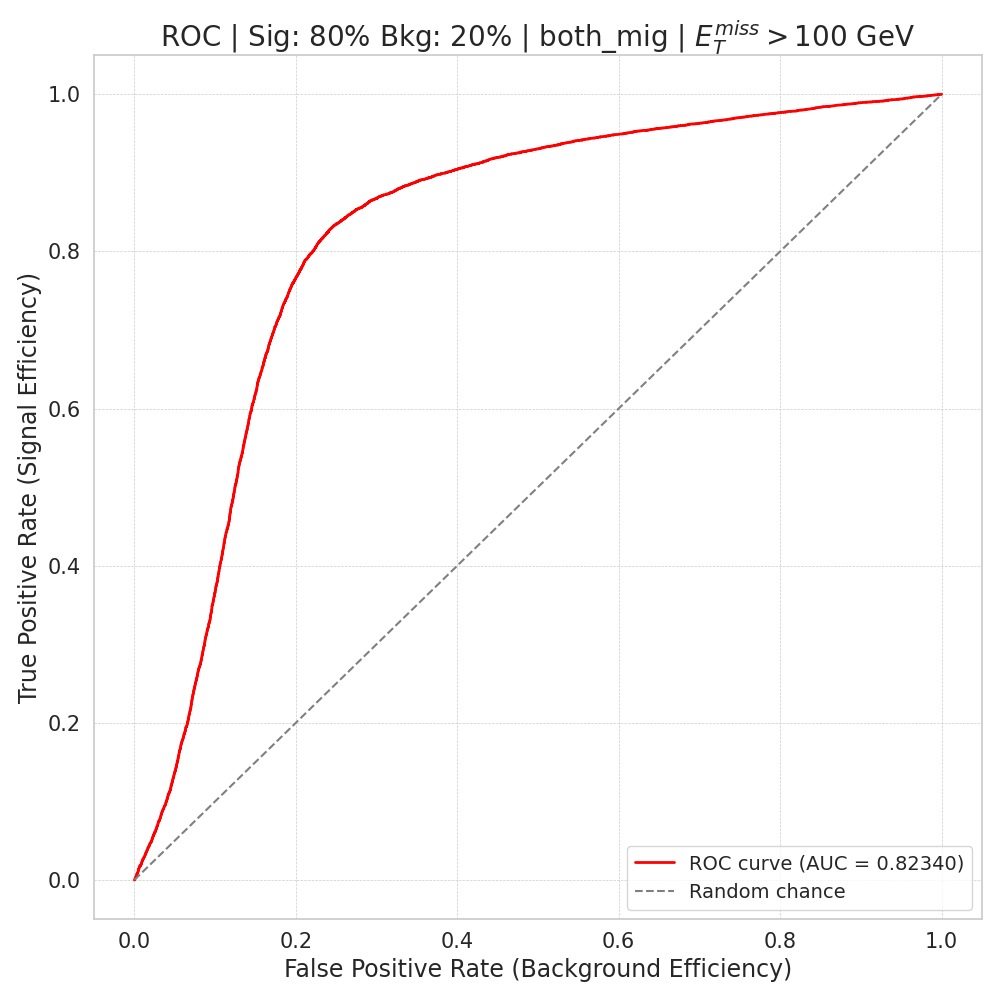 ROC | Sig: 80% Bkg: 20% | both_mig | $E_T^{miss} > 100$ GeV
True Positive Rate (Signal Efficiency)
1.0
0.8
0.6
0.4
0.2
0.0
ROC curve (AUC = 0.82340)
Random chance
0.0 0.2 0.4 0.6 0.8 1.0
False Positive Rate (Background Efficiency)